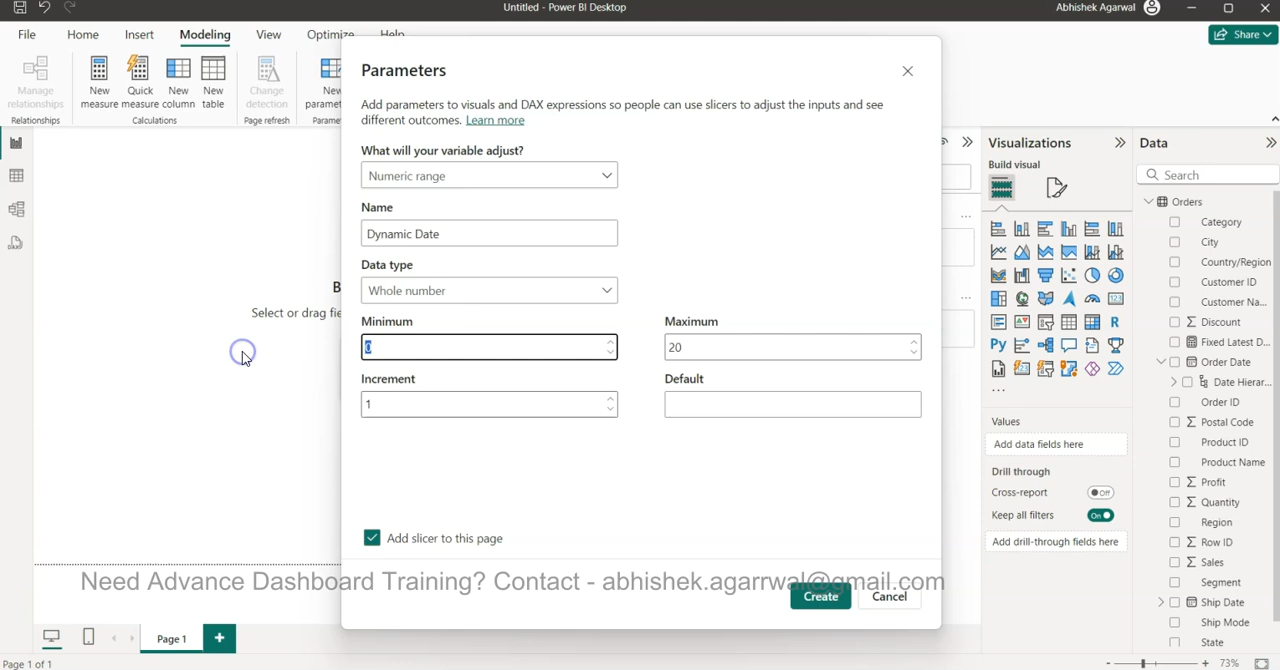 Untitled - Power BI Desktop
Abhishek Agarwal
File
Home
Insert
Modeling
View
Optimize
Help
Share
Manage
relationships
New
measure
Quick
measure
New
column
New
table
Change
detection
New
Relationships
Calculations
Page refresh
Parameters
Add parameters to visuals and DAX expressions so people can use slicers to adjust the inputs and see
different outcomes. Learn more
What will your variable adjust?
Numeric range
Name
Dynamic Date
Data type
Whole number
Minimum
Maximum
0
20
Increment
Default
1
Add slicer to this page
Create
Cancel
Select or drag fie
Need Advance Dashboard Training? Contact - abhishek.agarrwal@gmail.com
Visualizations
Build visual
Values
Add data fields here
Drill through
Cross-report
Off
Keep all filters
On
Add drill-through fields here
Data
Search
Orders
Category
City
Country/Region
Customer ID
Customer Na...
Discount
Fixed Latest D...
Order Date
Date Hierar...
Order ID
Postal Code
Product ID
Product Name
Profit
Quantity
Region
Row ID
Sales
Segment
Ship Date
Ship Mode
State
Page 1
Page 1 of 1
73%